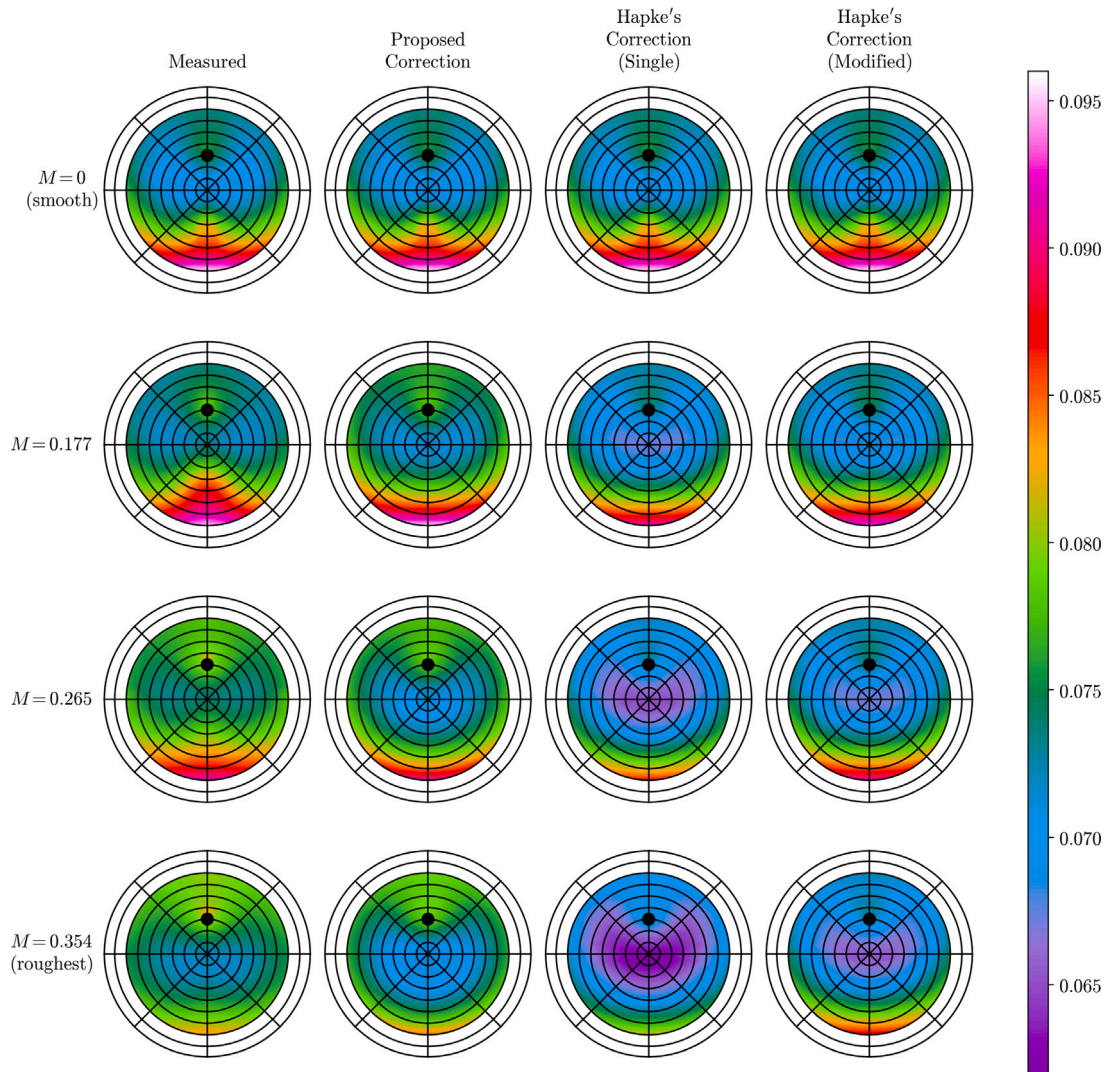 Measured
Proposed
Correction
Hapke′s
Correction
(Single)
Hapke′s
Correction
(Modified)
M = 0
(smooth)
M = 0.177
M = 0.265
M = 0.354
(roughest)
0.095
0.090
0.085
0.080
0.075
0.070
0.065